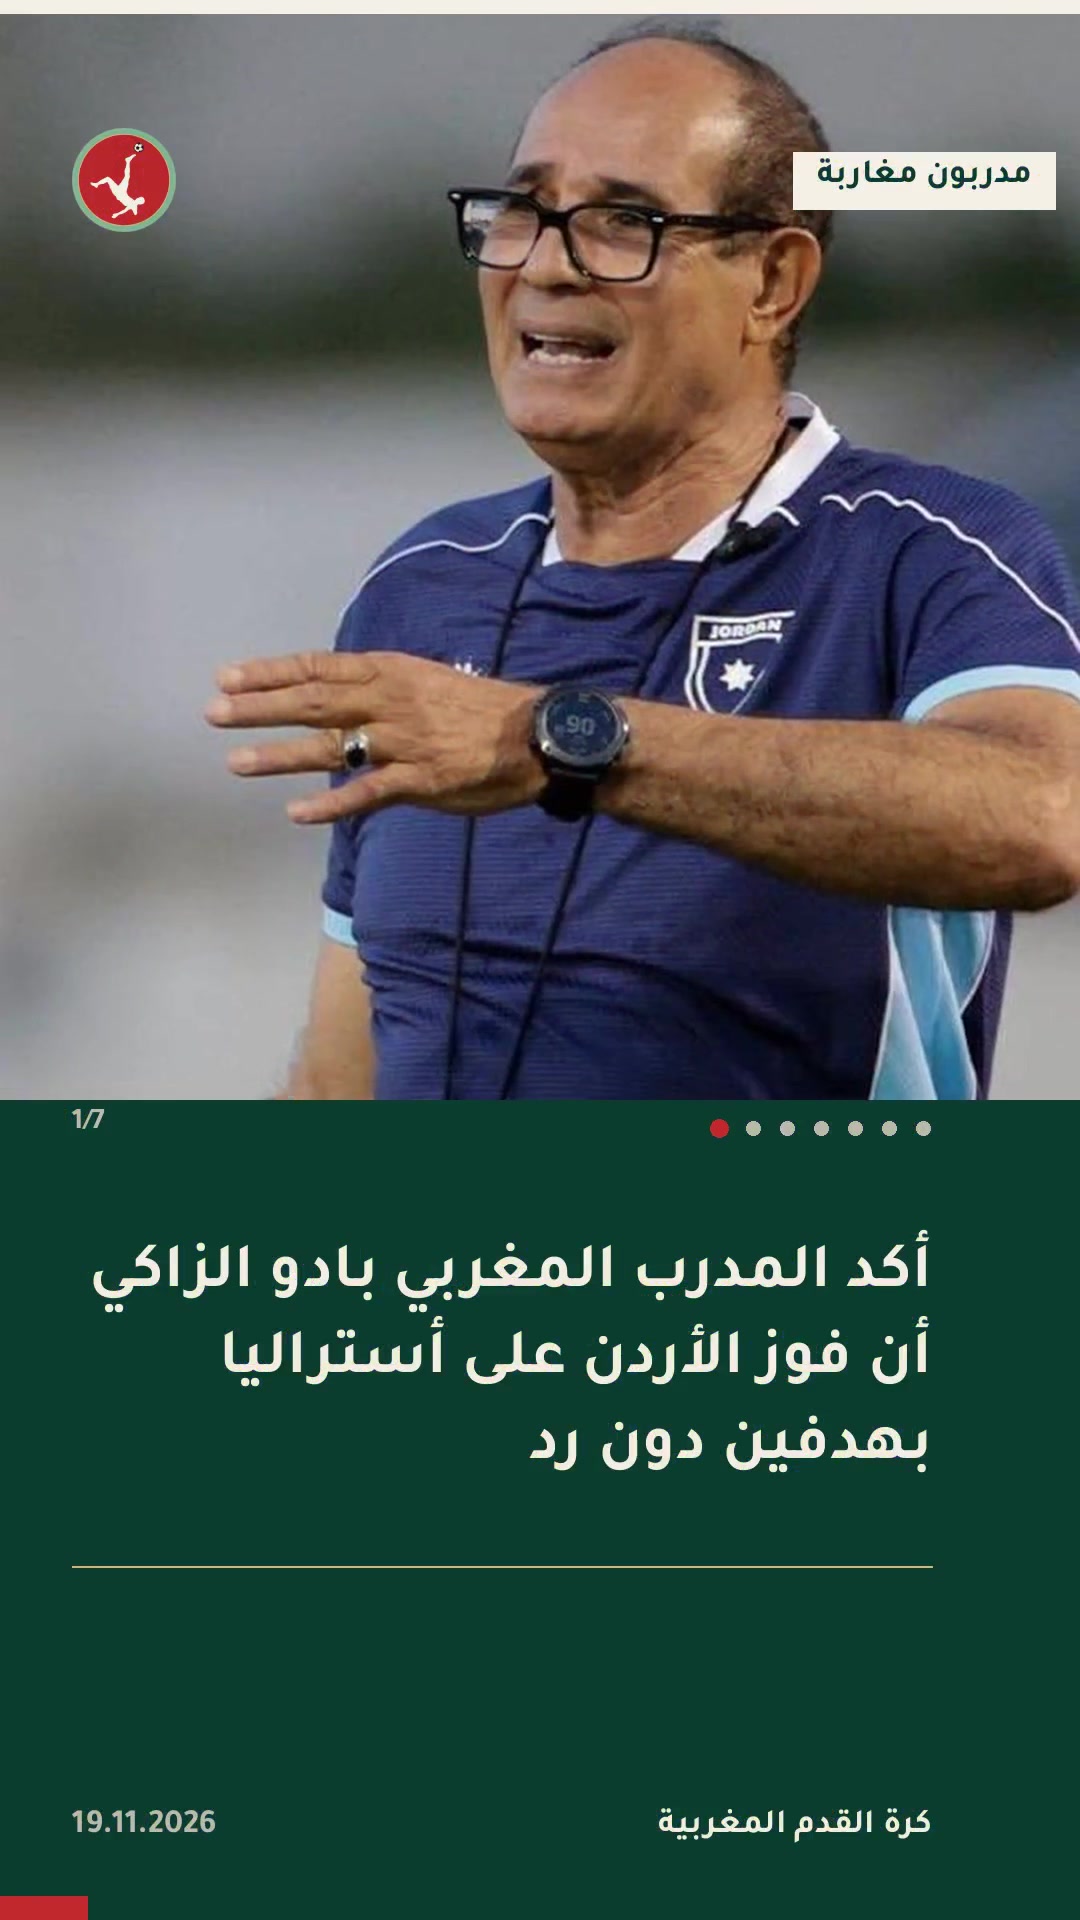 مدربون مغاربة
JORDAN
90
1/7
أكد المدرب المغربي بادو الزاكي
أن فوز الأردن على أستراليا
بهدفين دون رد
19.11.2026
كرة القدم المغربية